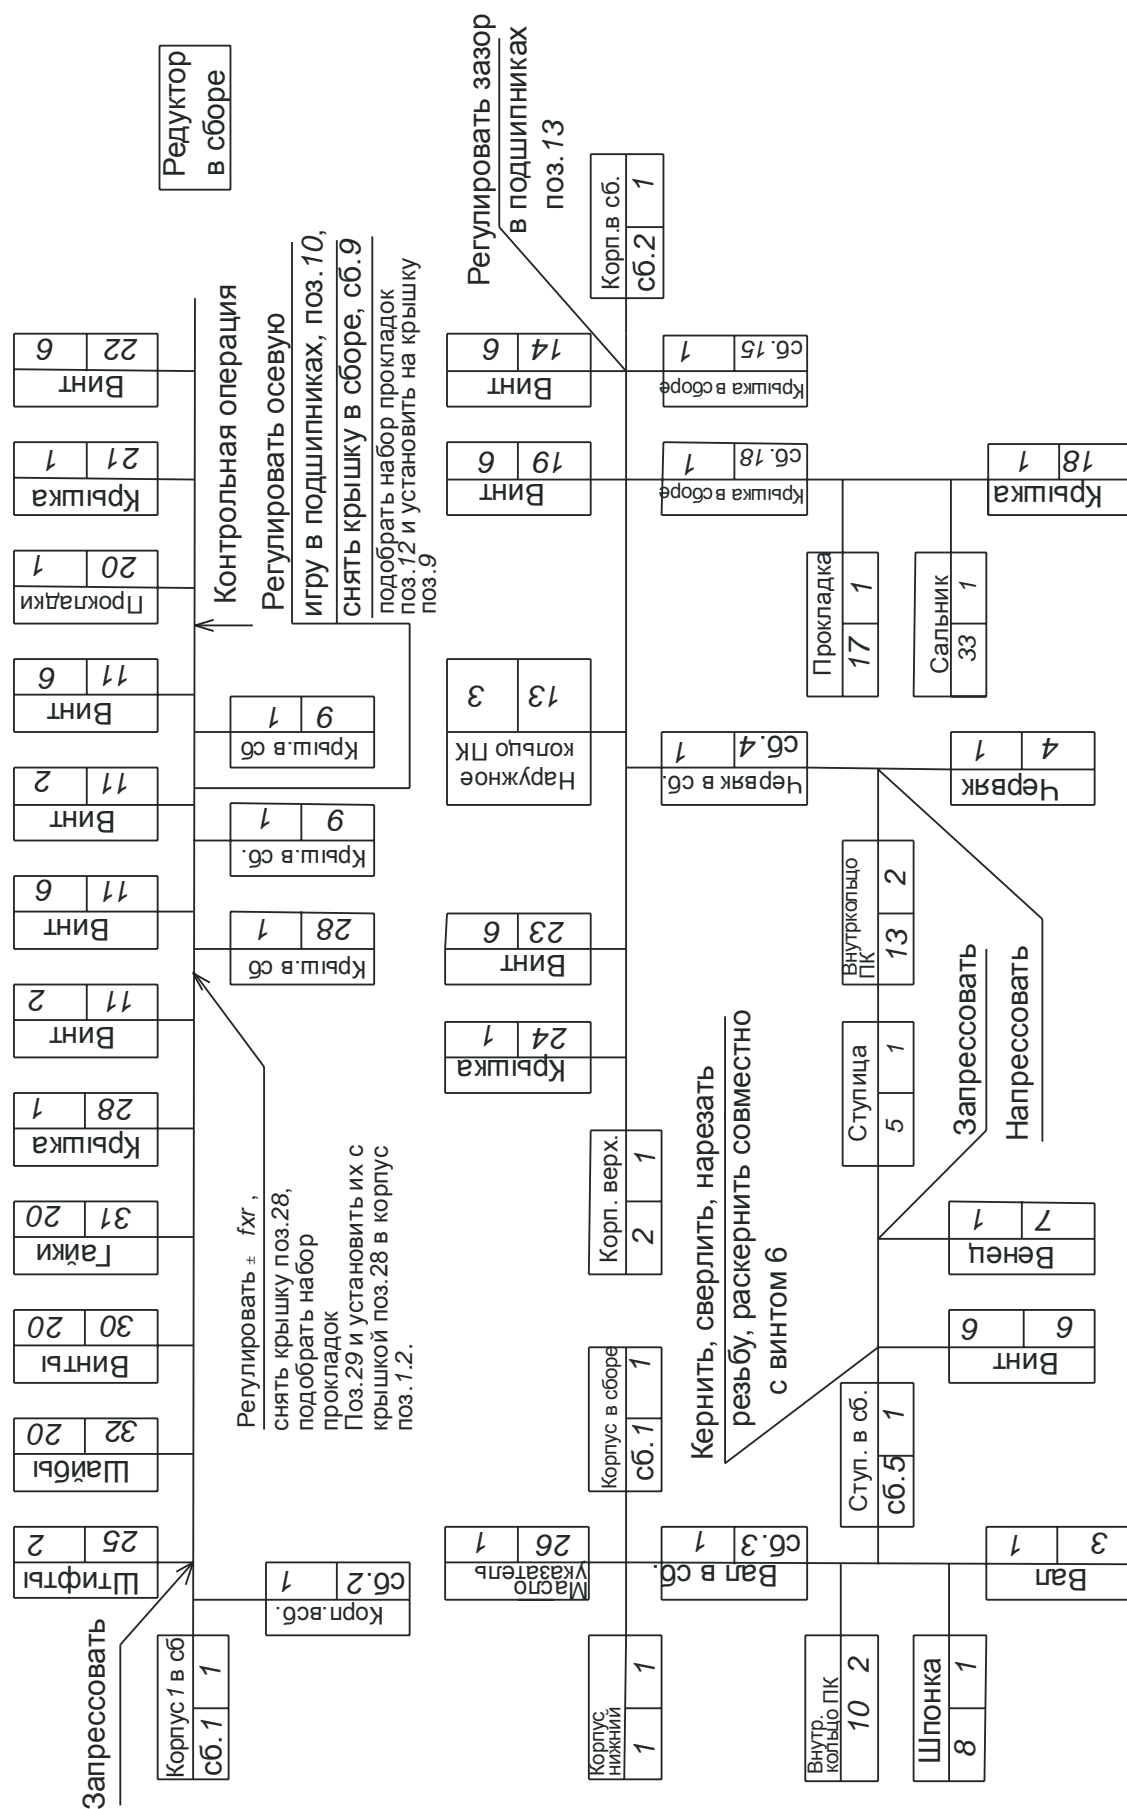 Запрессовать
Корпус 1 в сб
сб.1 1
Корп.всб.
сб.2 1
Штифты
25 2
Шайбы
32 20
Винты
30 20
Гайки
31 20
Крышка
28 1
Винт
11 2
Винт
11 6
Винт
11 2
Винт
11 6
Прокладки
20 1
Крышка
21 1
Винт
22 6
Редуктор
в сборе
Регулировать ± fxr ,
снять крышку поз.28,
подобрать набор
прокладок
Поз.29 и установить их с
крышкой поз.28 в корпус
поз.1.2.
Крыш.в сб
28 1
Крыш.в сб.
9 1
Крыш.в сб
9 1
Контрольная операция
Регулировать осевую
игру в подшипниках, поз.10,
снять крышку в сборе, сб.9
подобрать набор прокладок
поз.12 и установить на крышку
поз.9
Корпус
нижний
1 1
Масло
указатель
26 1
Вал в сб.
сб.3 1
Корпус в сборе
сб.1 1
Корп. верх.
2 1
Крышка
24 1
Винт
23 6
Наружное
кольцо ПК
13 3
Червяк в сб.
сб.4 1
Винт
19 6
Крышка в сборе
сб.18 1
Винт
14 6
Крышка в сборе
сб.15 1
Корп.в сб.
сб.2 1
Регулировать зазор
в подшипниках
поз.13
Внутр.
кольцо ПК
10 2
Шпонка
8 1
Вал
3 1
Ступ. в сб.
сб.5 1
Кернить, сверлить, нарезать
резьбу, раскернить совместно
с винтом 6
Винт
6 6
Венец
7 1
Ступица
5 1
Запрессовать
Напрессовать
Внутркольцо
ПК
13 2
Червяк
4 1
Прокладка
17 1
Сальник
33 1
Крышка
18 1